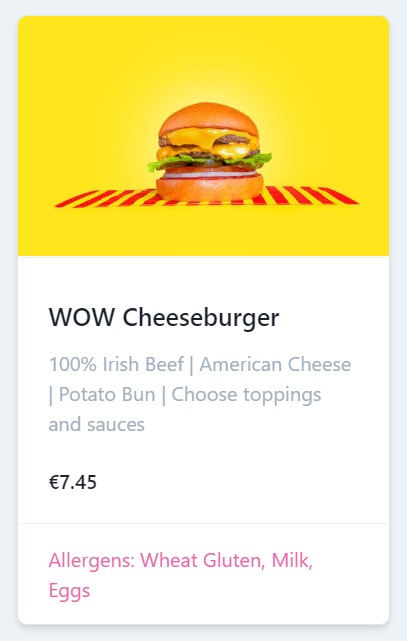 WOW Cheeseburger
100% Irish Beef | American Cheese
| Potato Bun | Choose toppings
and sauces
€7.45
Allergens: Wheat Gluten, Milk,
Eggs